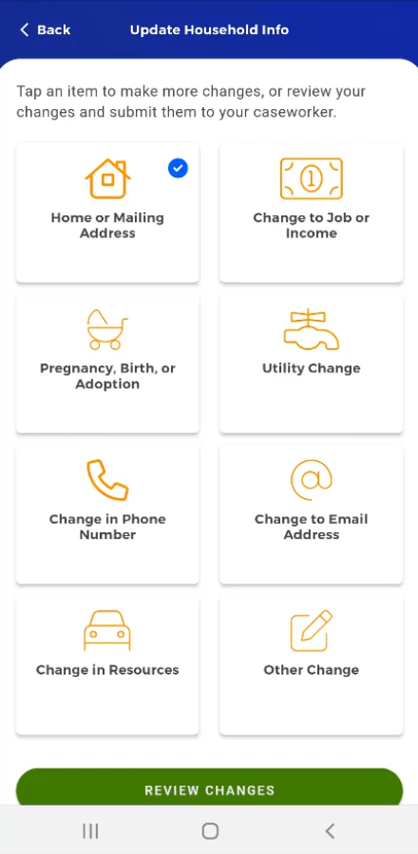 Back
Update Household Info
Tap an item to make more changes, or review your
changes and submit them to your caseworker.
Home or Mailing
Address
1
Change to Job or
Income
Pregnancy, Birth, or
Adoption
Utility Change
Change in Phone
Number
@
Change to Email
Address
Change in Resources
Other Change
REVIEW CHANGES